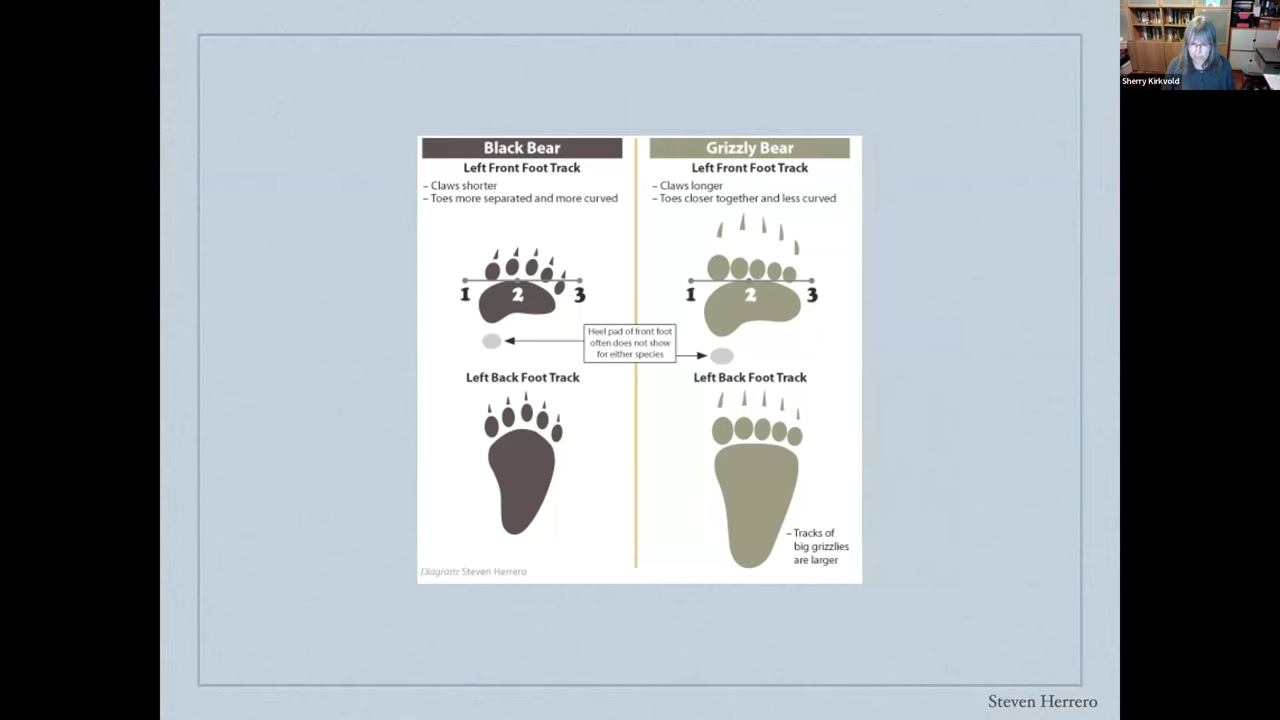 Sherry Kirkvold
Black Bear
Left Front Foot Track
– Claws shorter
– Toes more separated and more curved
1 2 3
Left Back Foot Track
Diagram: Steven Herrero
Heel pad of front foot
often does not show
for either species
Grizzly Bear
Left Front Foot Track
– Claws longer
– Toes closer together and less curved
1 2 3
Left Back Foot Track
– Tracks of
big grizzlies
are larger
Steven Herrero